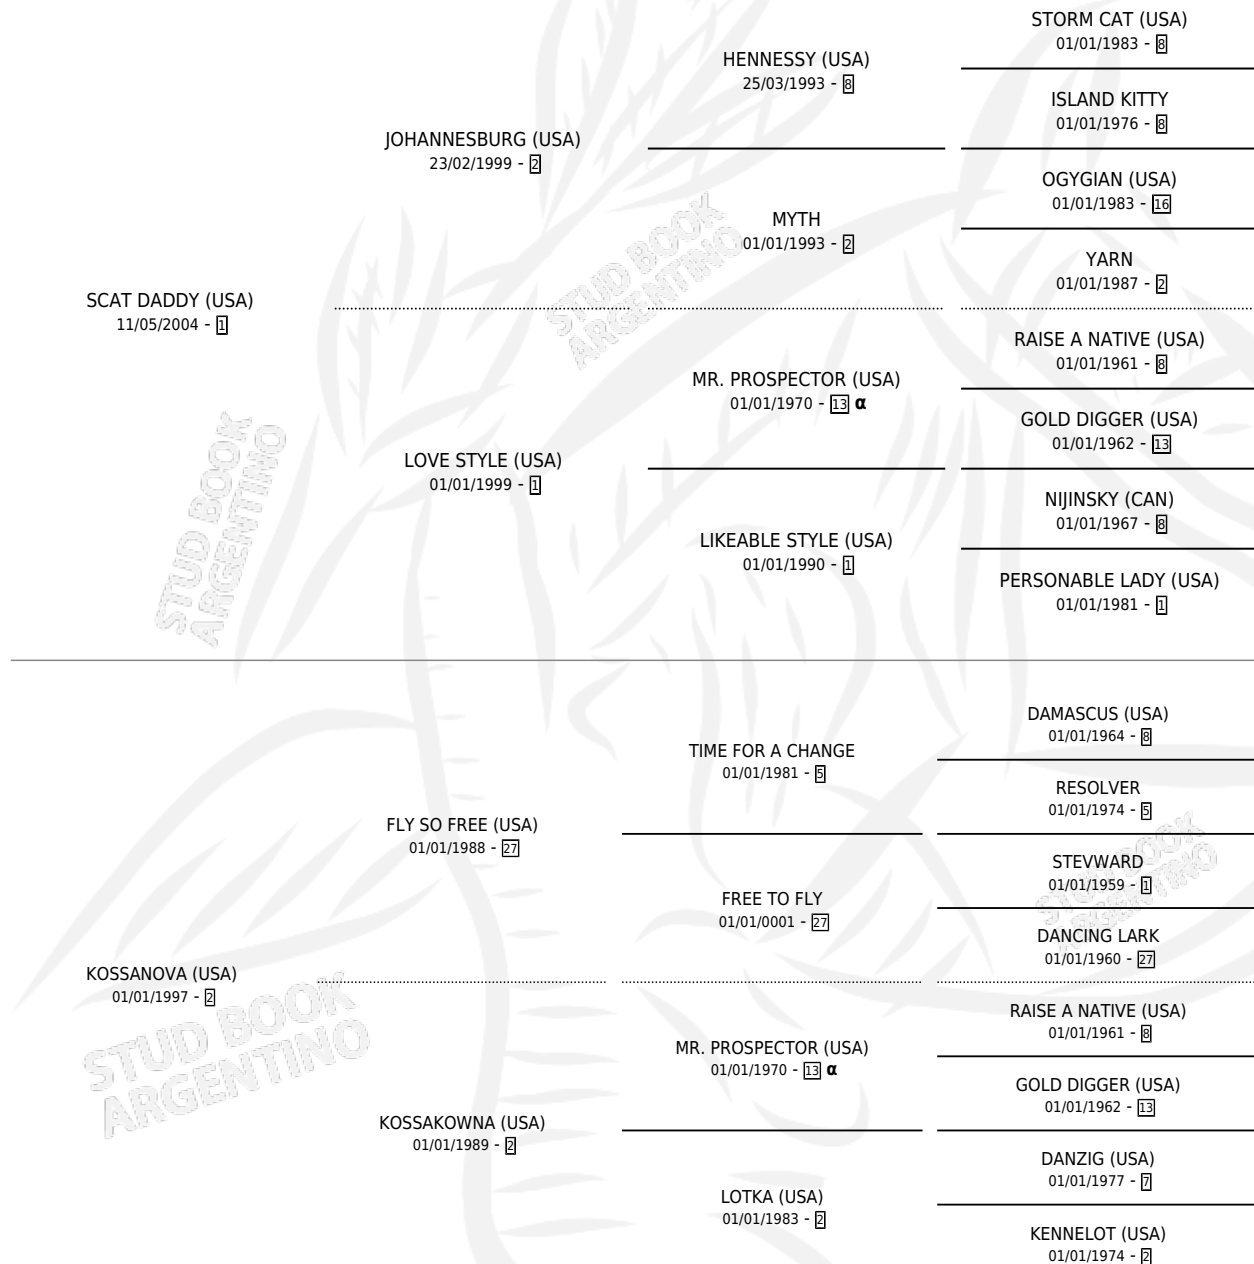 STORM CAT (USA)
01/01/1983 - 8
HENNESSY (USA)
25/03/1993 - 8
ISLAND KITTY
01/01/1976 - 8
JOHANNESBURG (USA)
23/02/1999 - 2
OGYGIAN (USA)
01/01/1983 - 16
MYTH
01/01/1993 - 2
YARN
01/01/1987 - 2
SCAT DADDY (USA)
11/05/2004 - 1
RAISE A NATIVE (USA)
01/01/1961 - 8
MR. PROSPECTOR (USA)
01/01/1970 - 13 α
GOLD DIGGER (USA)
01/01/1962 - 13
LOVE STYLE (USA)
01/01/1999 - 1
NIJINSKY (CAN)
01/01/1967 - 8
LIKEABLE STYLE (USA)
01/01/1990 - 1
PERSONABLE LADY (USA)
01/01/1981 - 1
STUD BOOK
ARGENTINO
STUD BOOK
ARGENTINO
DAMASCUS (USA)
01/01/1964 - 8
TIME FOR A CHANGE
01/01/1981 - 5
RESOLVER
01/01/1974 - 5
FLY SO FREE (USA)
01/01/1988 - 27
STEVWARD
01/01/1959 - 1
FREE TO FLY
01/01/0001 - 27
DANCING LARK
01/01/1960 - 27
KOSSANOVA (USA)
01/01/1997 - 2
RAISE A NATIVE (USA)
01/01/1961 - 8
MR. PROSPECTOR (USA)
01/01/1970 - 13 α
GOLD DIGGER (USA)
01/01/1962 - 13
KOSSAKOWNA (USA)
01/01/1989 - 2
DANZIG (USA)
01/01/1977 - 7
LOTKA (USA)
01/01/1983 - 2
KENNELOT (USA)
01/01/1974 - 2
STUD BOOK
ARGENTINO
STUD BOOK
ARGENTINO